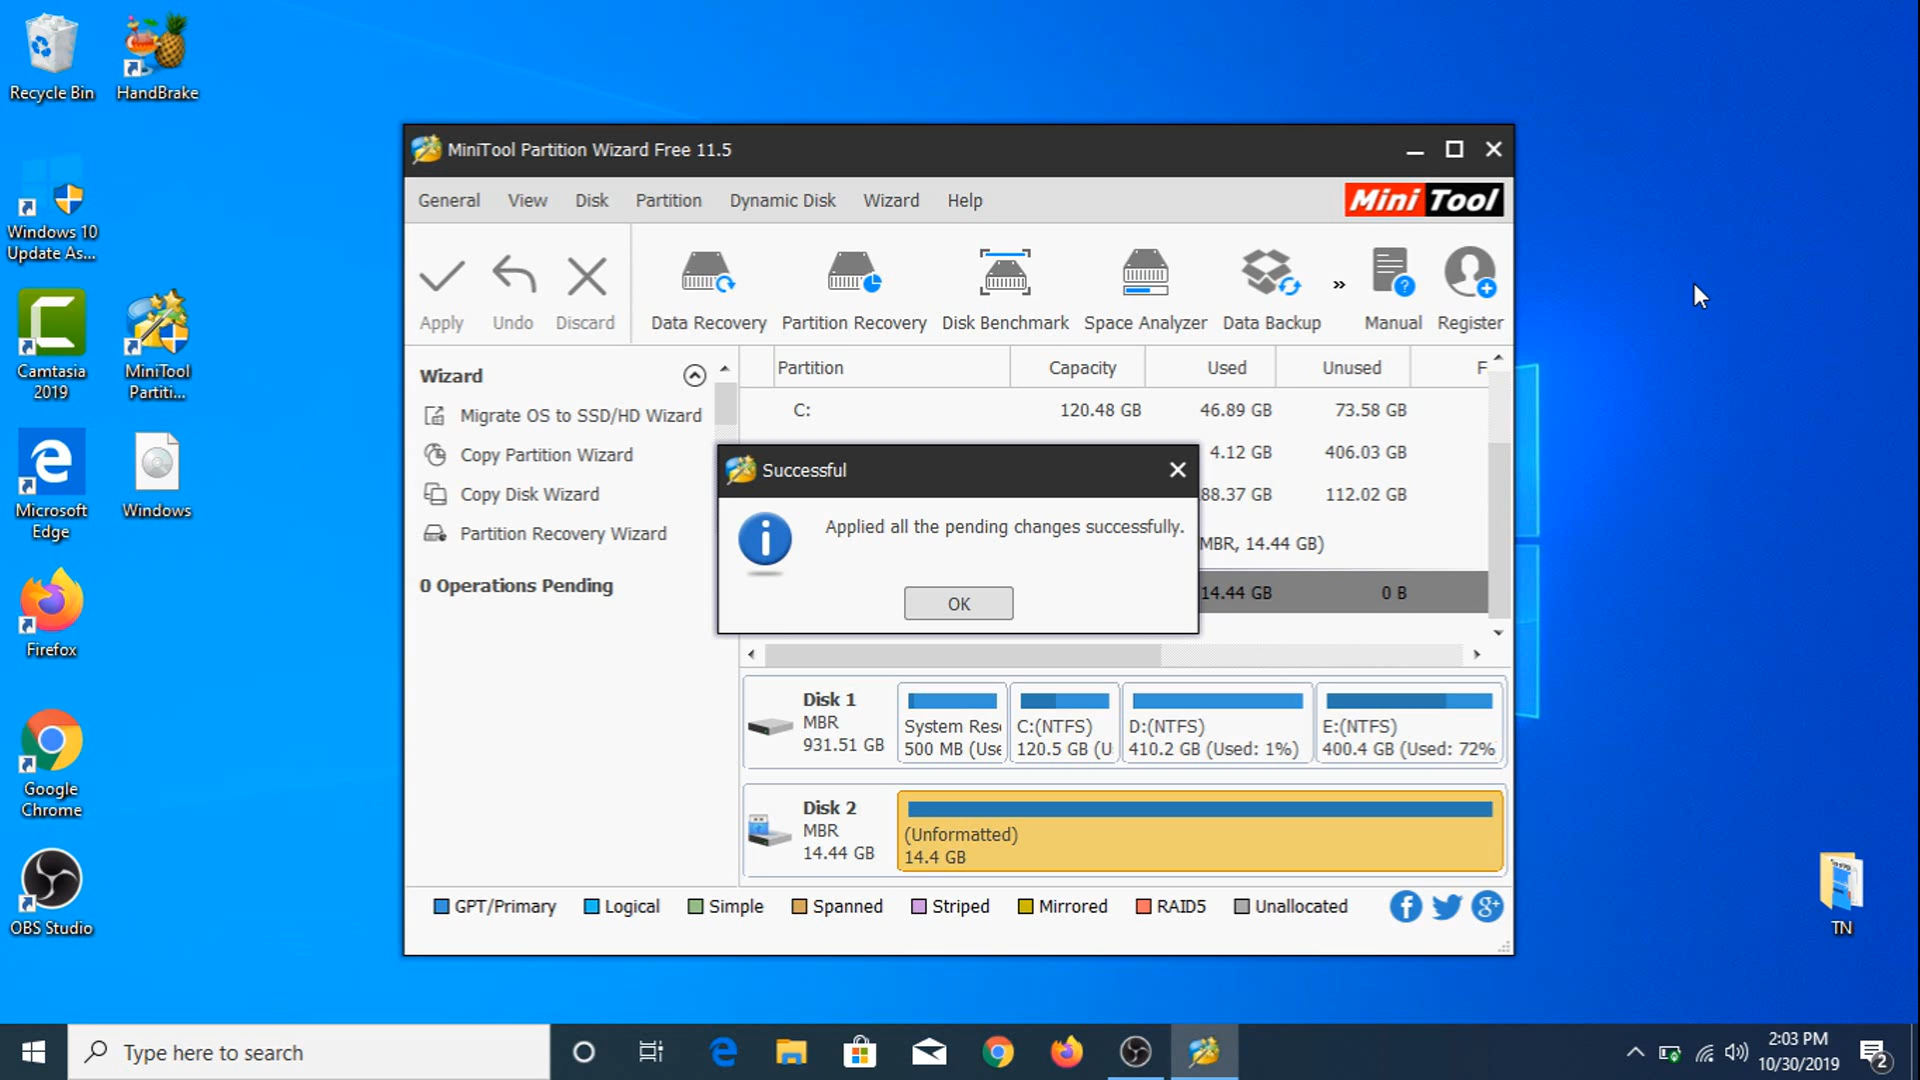 Recycle Bin
HandBrake
Windows 10
Update As...
Camtasia
2019
MiniTool
Partiti...
Microsoft
Edge
Windows
Firefox
Google
Chrome
OBS Studio
TN
MiniTool Partition Wizard Free 11.5
General View Disk Partition Dynamic Disk Wizard Help
Mini Tool
Apply Undo Discard Data Recovery Partition Recovery Disk Benchmark Space Analyzer Data Backup » Manual Register
Wizard
Migrate OS to SSD/HD Wizard
Copy Partition Wizard
Copy Disk Wizard
Partition Recovery Wizard
0 Operations Pending
Partition Capacity Used Unused F
C: 120.48 GB 46.89 GB 73.58 GB
4.12 GB 406.03 GB
88.37 GB 112.02 GB
MBR, 14.44 GB)
14.44 GB 0 B
Successful
Applied all the pending changes successfully.
OK
Disk 1
MBR
931.51 GB
System Rese
500 MB (Use
C:(NTFS)
120.5 GB (U
D:(NTFS)
410.2 GB (Used: 1%)
E:(NTFS)
400.4 GB (Used: 72%
Disk 2
MBR
14.44 GB
(Unformatted)
14.4 GB
GPT/Primary Logical Simple Spanned Striped Mirrored RAID5 Unallocated
Type here to search
2:03 PM
10/30/2019
2